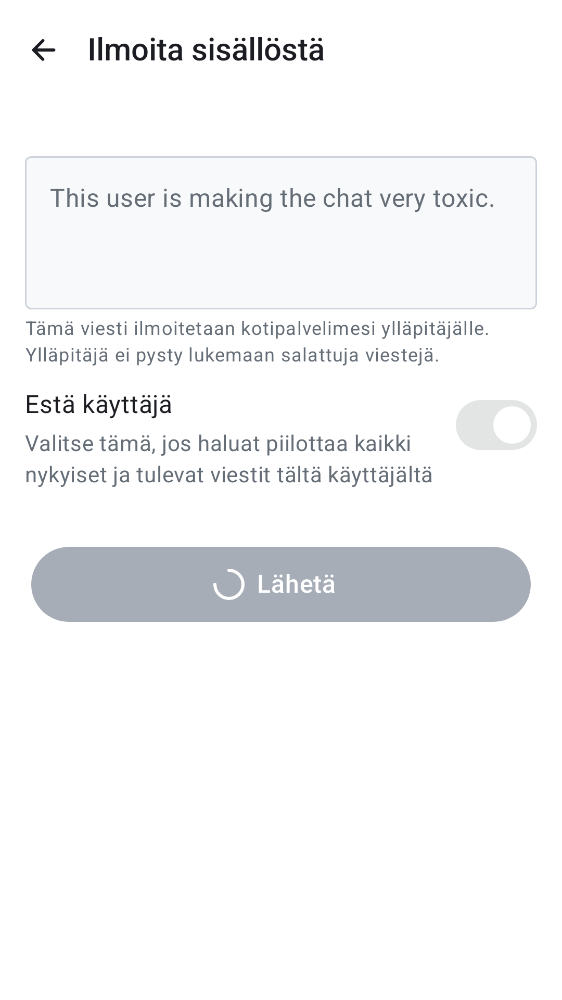 Ilmoita sisällöstä
This user is making the chat very toxic.
Tämä viesti ilmoitetaan kotipalvelimesi ylläpitäjälle.
Ylläpitäjä ei pysty lukemaan salattuja viestejä.
Estä käyttäjä
Valitse tämä, jos haluat piilottaa kaikki
nykyiset ja tulevat viestit tältä käyttäjältä
Lähetä